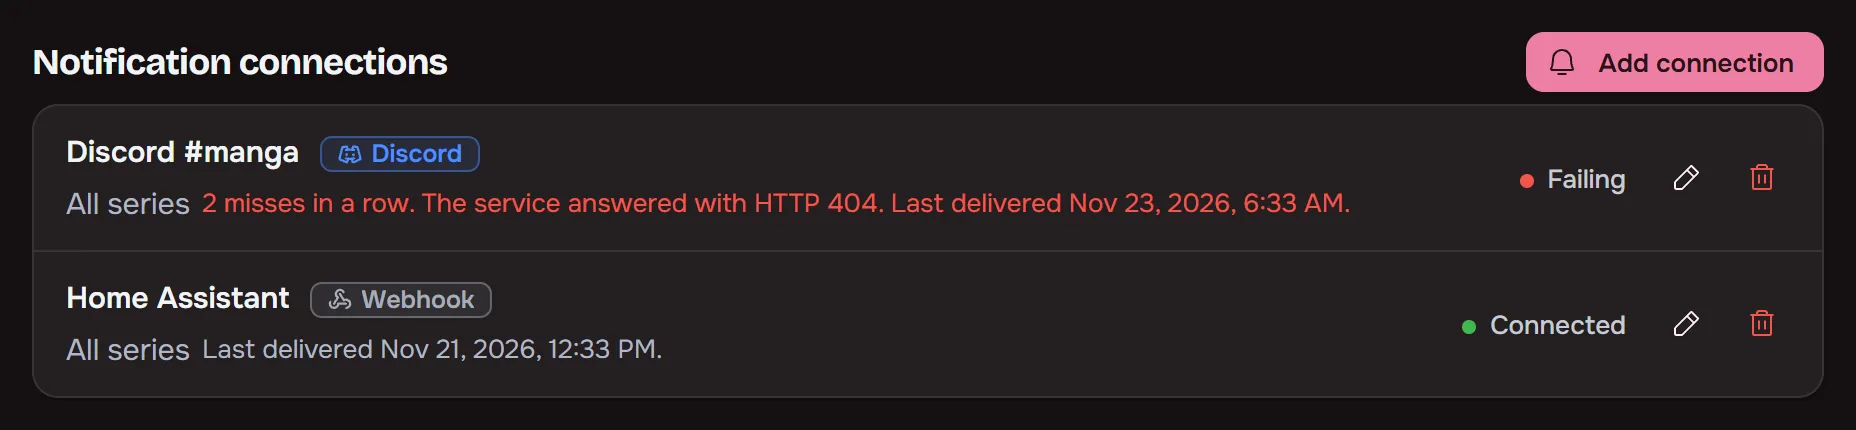 Notification connections
Add connection
Discord #manga Discord
All series 2 misses in a row. The service answered with HTTP 404. Last delivered Nov 23, 2026, 6:33 AM.
Failing
Home Assistant Webhook
All series Last delivered Nov 21, 2026, 12:33 PM.
Connected